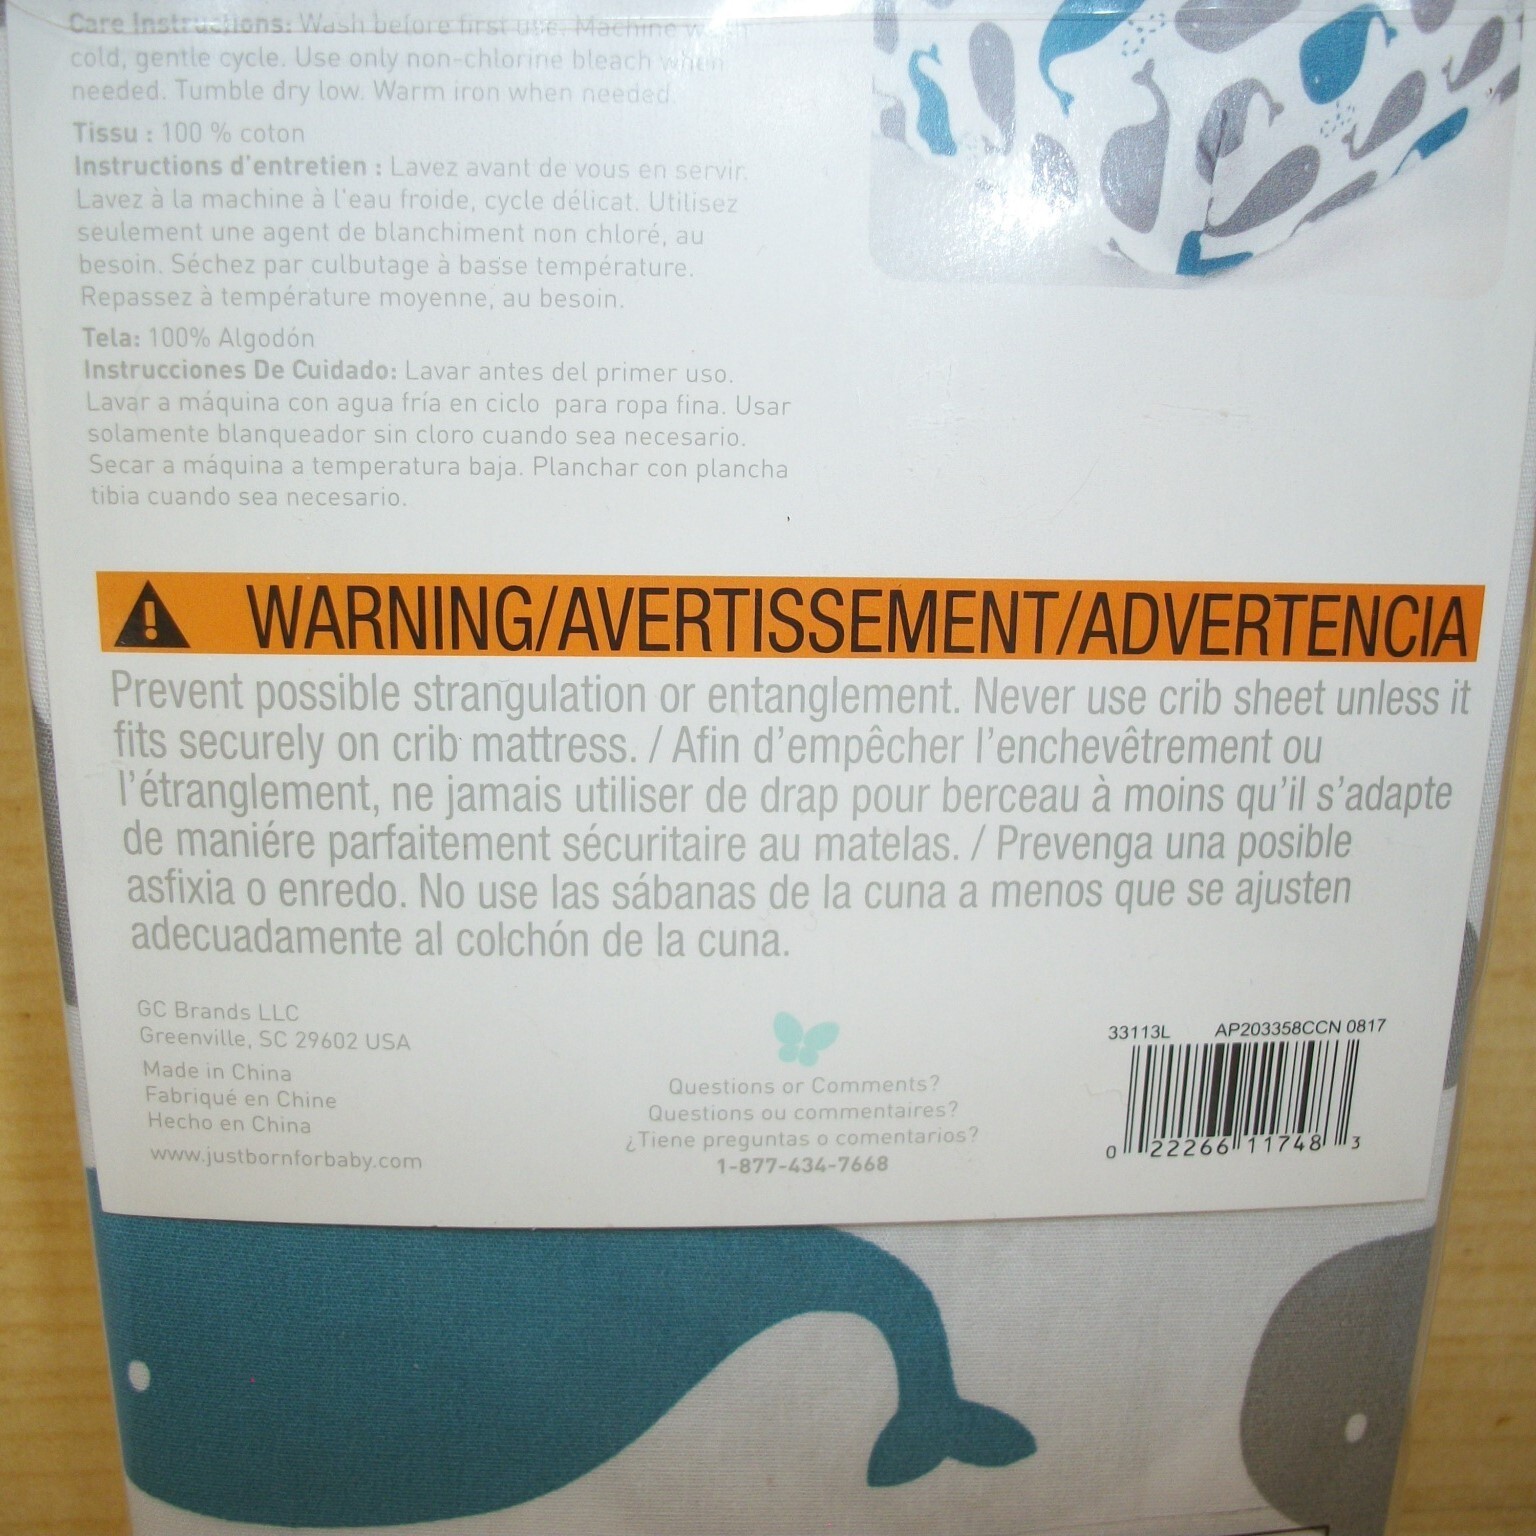 Care Instructions: Wash before first use. Machine wash
cold, gentle cycle. Use only non-chlorine bleach when
needed. Tumble dry low. Warm iron when needed.
Tissu : 100 % coton
Instructions d'entretien : Lavez avant de vous en servir.
Lavez à la machine à l'eau froide, cycle délicat. Utilisez
seulement une agent de blanchiment non chloré, au
besoin. Séchez par culbutage à basse température.
Repassez à température moyenne, au besoin.
Tela: 100% Algodón
Instrucciones De Cuidado: Lavar antes del primer uso.
Lavar a máquina con agua fría en ciclo para ropa fina. Usar
solamente blanqueador sin cloro cuando sea necesario.
Secar a máquina a temperatura baja. Planchar con plancha
tibia cuando sea necesario.
WARNING/AVERTISSEMENT/ADVERTENCIA
Prevent possible strangulation or entanglement. Never use crib sheet unless it
fits securely on crib mattress. / Afin d'empêcher l'enchevêtrement ou
l'étranglement, ne jamais utiliser de drap pour berceau à moins qu'il s'adapte
de maniére parfaitement sécuritaire au matelas. / Prevenga una posible
asfixia o enredo. No use las sábanas de la cuna a menos que se ajusten
adecuadamente al colchón de la cuna.
GC Brands LLC
Greenville, SC 29602 USA
Made in China
Fabriqué en Chine
Hecho en China
www.justbornforbaby.com
Questions or Comments?
Questions ou commentaires?
¿Tiene preguntas o comentarios?
1-877-434-7668
33113L AP203358CCN 0817
0 22266 11748 3